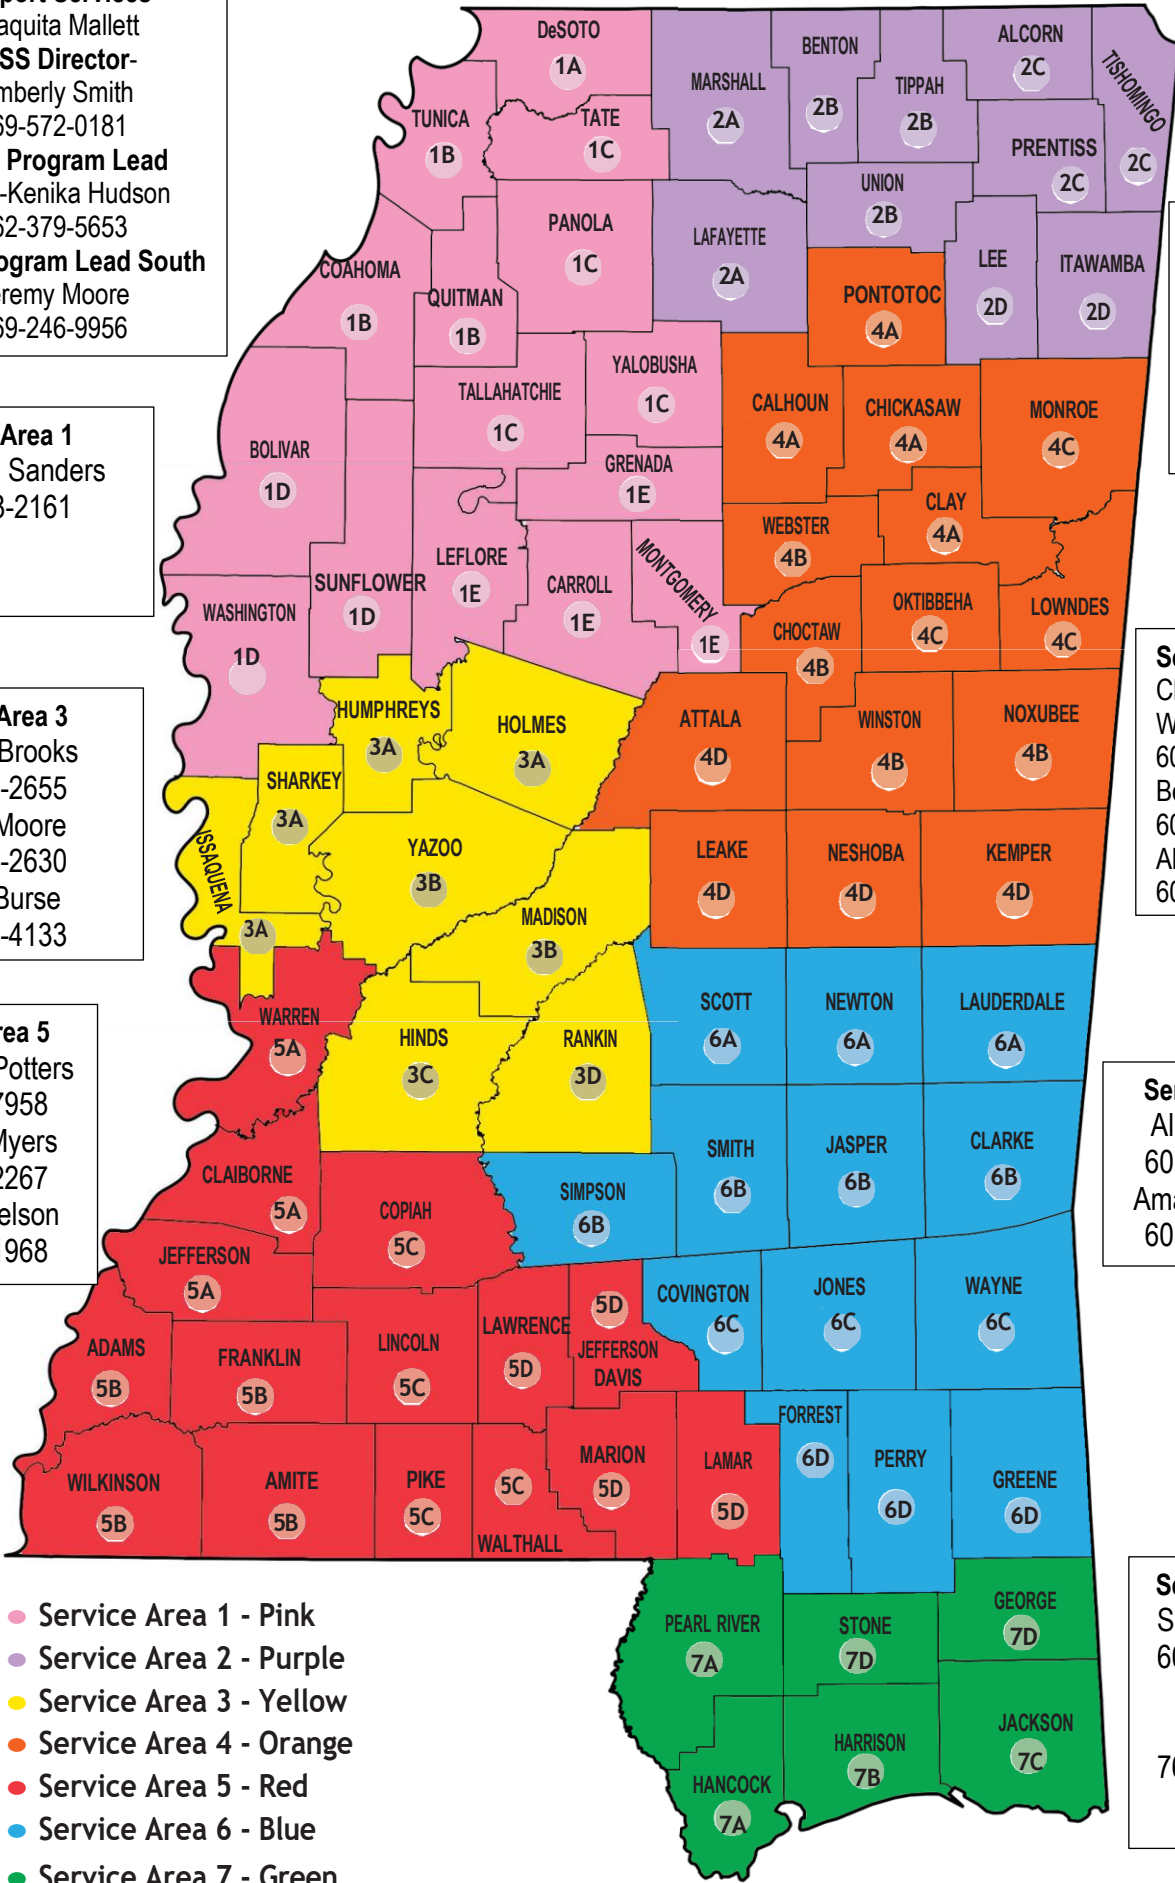 Mallett
SS Director-
Smith
69-572-0181
Program Lead
-Kenika Hudson
62-379-5653
Program Lead South
Moore
69-246-9956
Area 1
Sanders
3-2161
Area 3
Brooks
-2655
Moore
-2630
Burse
-4133
Area 5
Potters
7958
Myers
2267
elson
1968
DeSOTO
1A
TUNICA
1B
TATE
1C
MARSHALL
2A
BENTON
2B
TIPPAH
2B
ALCORN
2C
TISHOMINGO
2C
PRENTISS
2C
UNION
2B
PANOLA
1C
LAFAYETTE
2A
COAHOMA
1B
QUITMAN
1B
PONTOTOC
4A
LEE
2D
ITAWAMBA
2D
YALOBUSHA
1C
TALLAHATCHIE
1C
CALHOUN
4A
CHICKASAW
4A
MONROE
4C
BOLIVAR
1D
GRENADA
1E
CLAY
4A
WEBSTER
4B
LEFLORE
1E
SUNFLOWER
1D
CARROLL
1E
MONTGOMERY
1E
WASHINGTON
1D
CHOCTAW
4B
OKTIBBEHA
4C
LOWNDES
4C
HUMPHREYS
3A
HOLMES
3A
ATTALA
4D
WINSTON
4B
NOXUBEE
4B
SHARKEY
3A
ISSAQUENA
3A
YAZOO
3B
LEAKE
4D
NESHOBA
4D
KEMPER
4D
MADISON
3B
WARREN
5A
HINDS
3C
RANKIN
3D
SCOTT
6A
NEWTON
6A
LAUDERDALE
6A
CLAIBORNE
5A
COPIAH
5C
SIMPSON
6B
SMITH
6B
JASPER
6B
CLARKE
6B
JEFFERSON
5A
ADAMS
5B
FRANKLIN
5B
LINCOLN
5C
LAWRENCE
5D
5D
JEFFERSON
DAVIS
COVINGTON
6C
JONES
6C
WAYNE
6C
WILKINSON
5B
AMITE
5B
PIKE
5C
5C
WALTHALL
MARION
5D
LAMAR
5D
FORREST
6D
PERRY
6D
GREENE
6D
PEARL RIVER
7A
STONE
7D
GEORGE
7D
HANCOCK
7A
HARRISON
7B
JACKSON
7C
Service Area 1 - Pink
Service Area 2 - Purple
Service Area 3 - Yellow
Service Area 4 - Orange
Service Area 5 - Red
Service Area 6 - Blue
Service Area 7 - Green